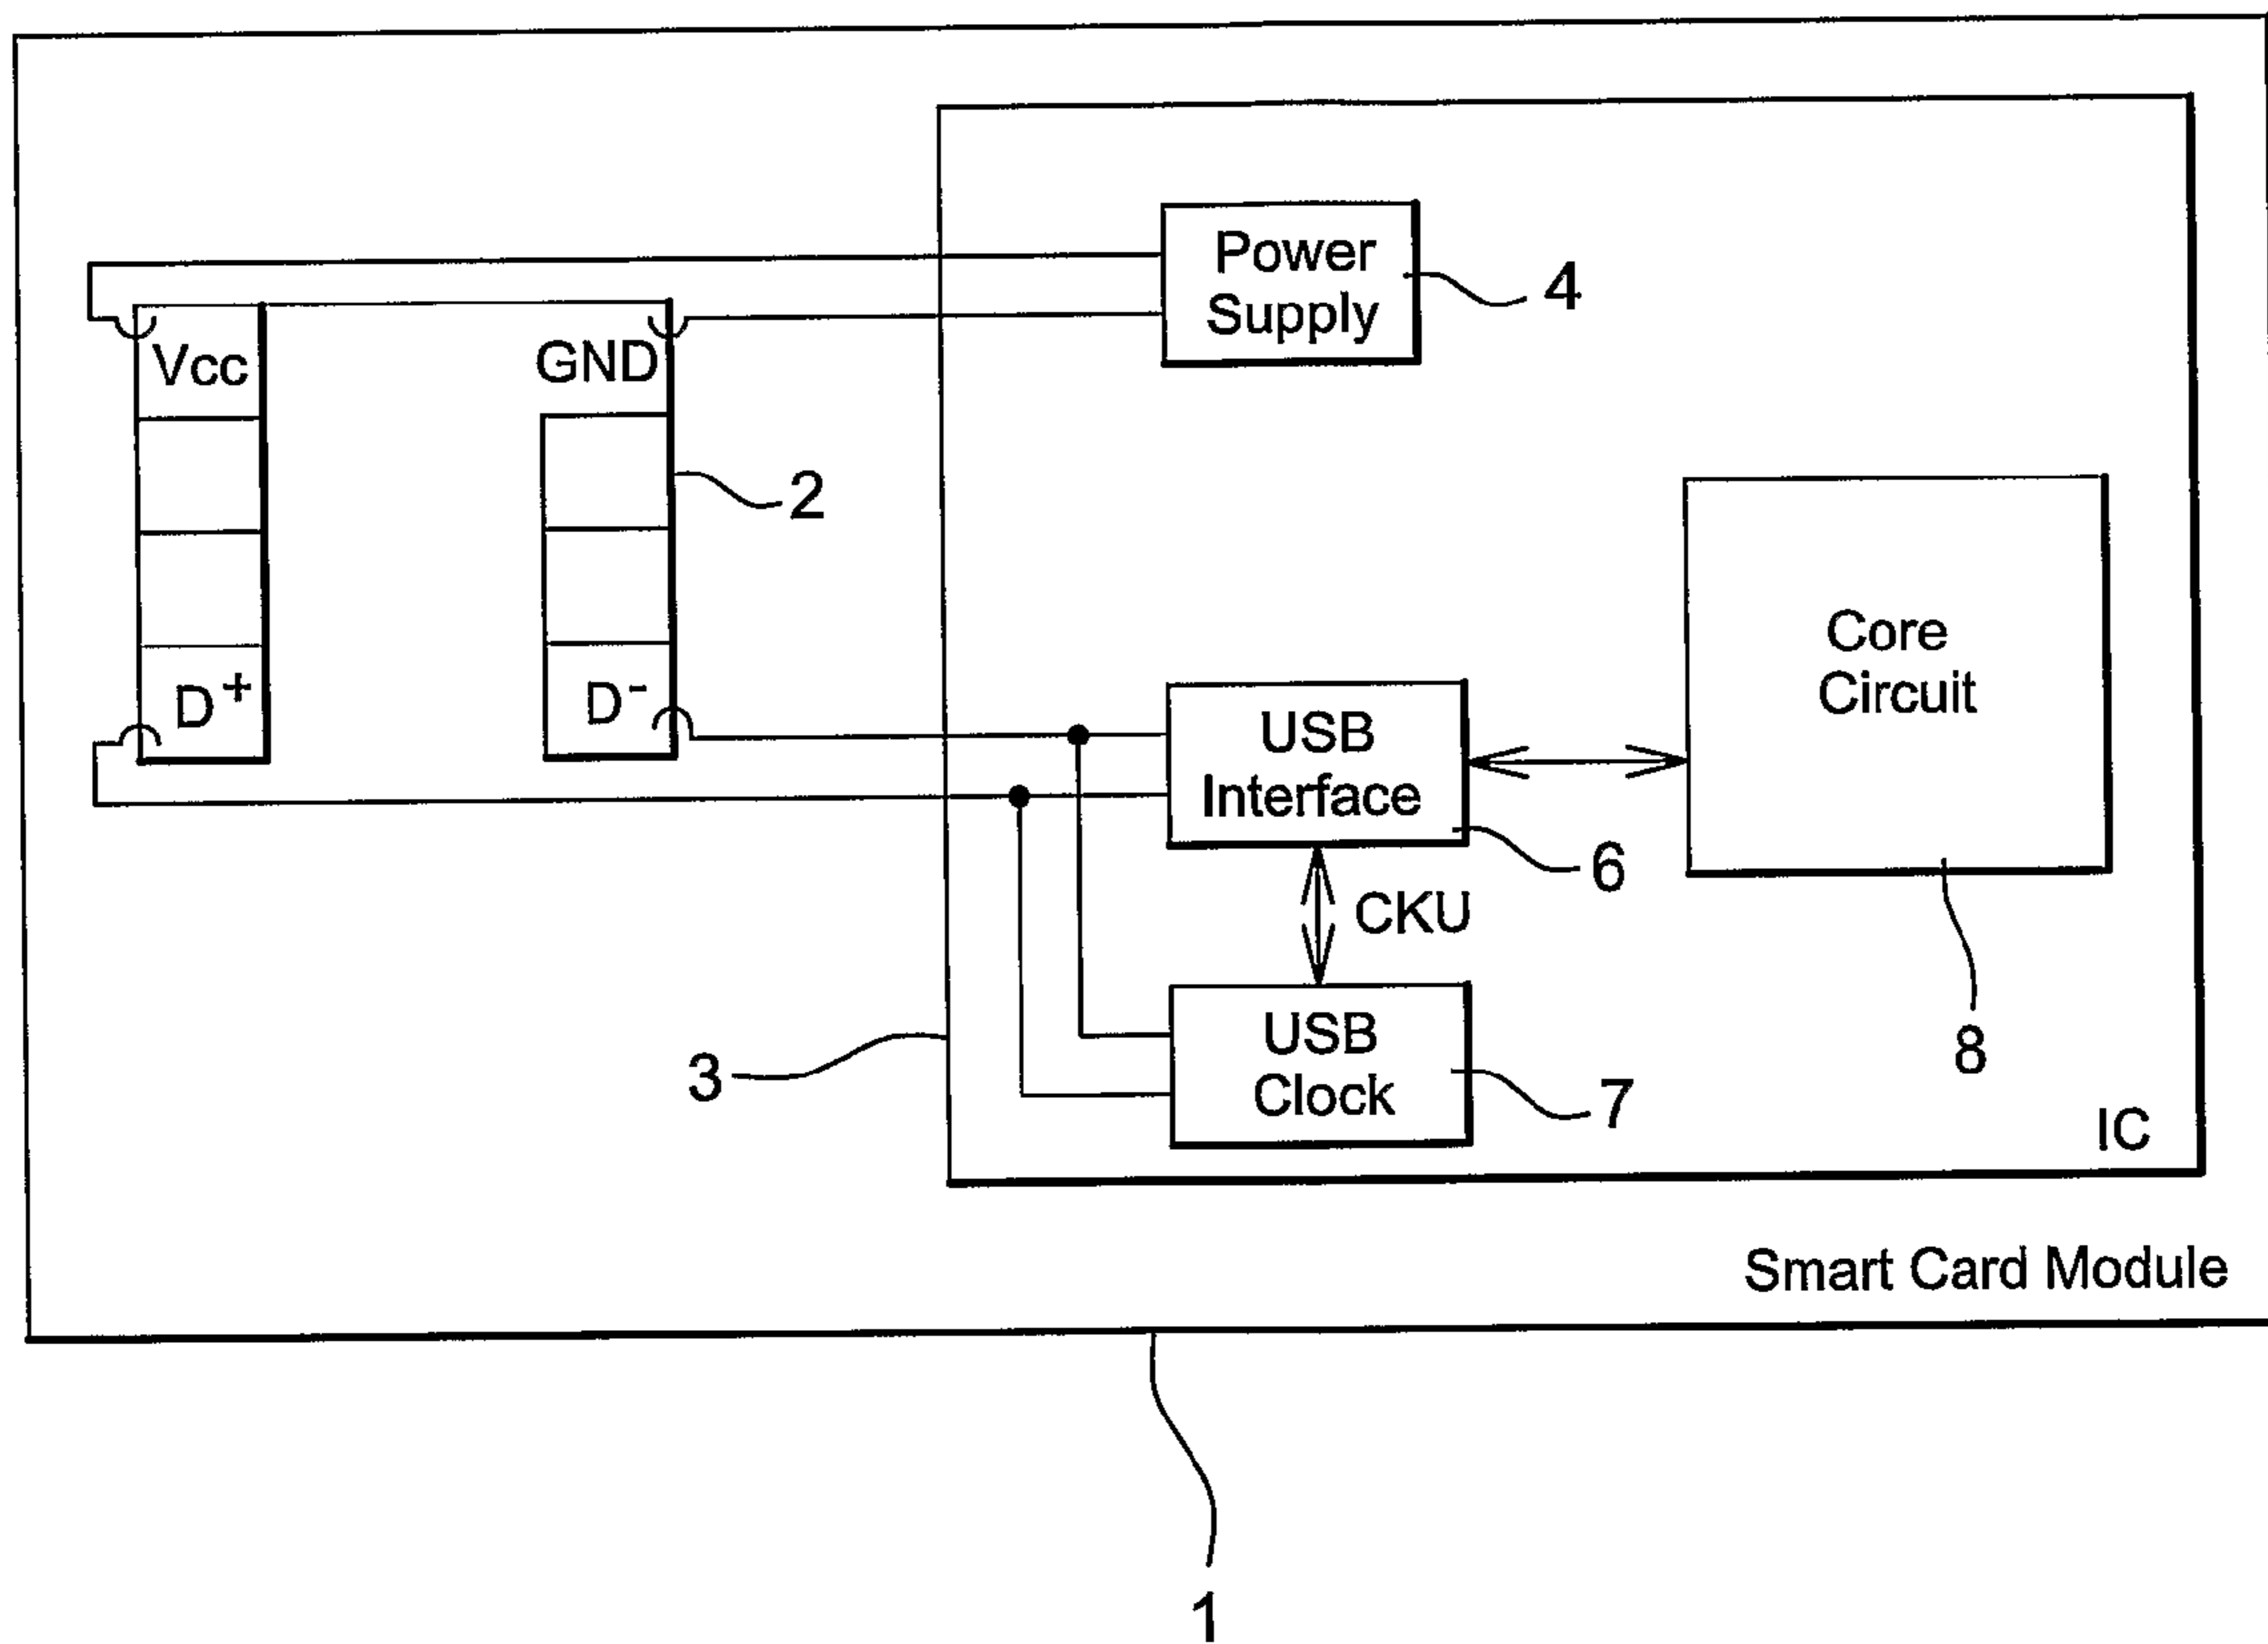 Power
Supply
4
Vcc
GND
2
Core
Circuit
D+
D-
USB
Interface
6
CKU
USB
Clock
3
7
8
IC
Smart Card Module
1